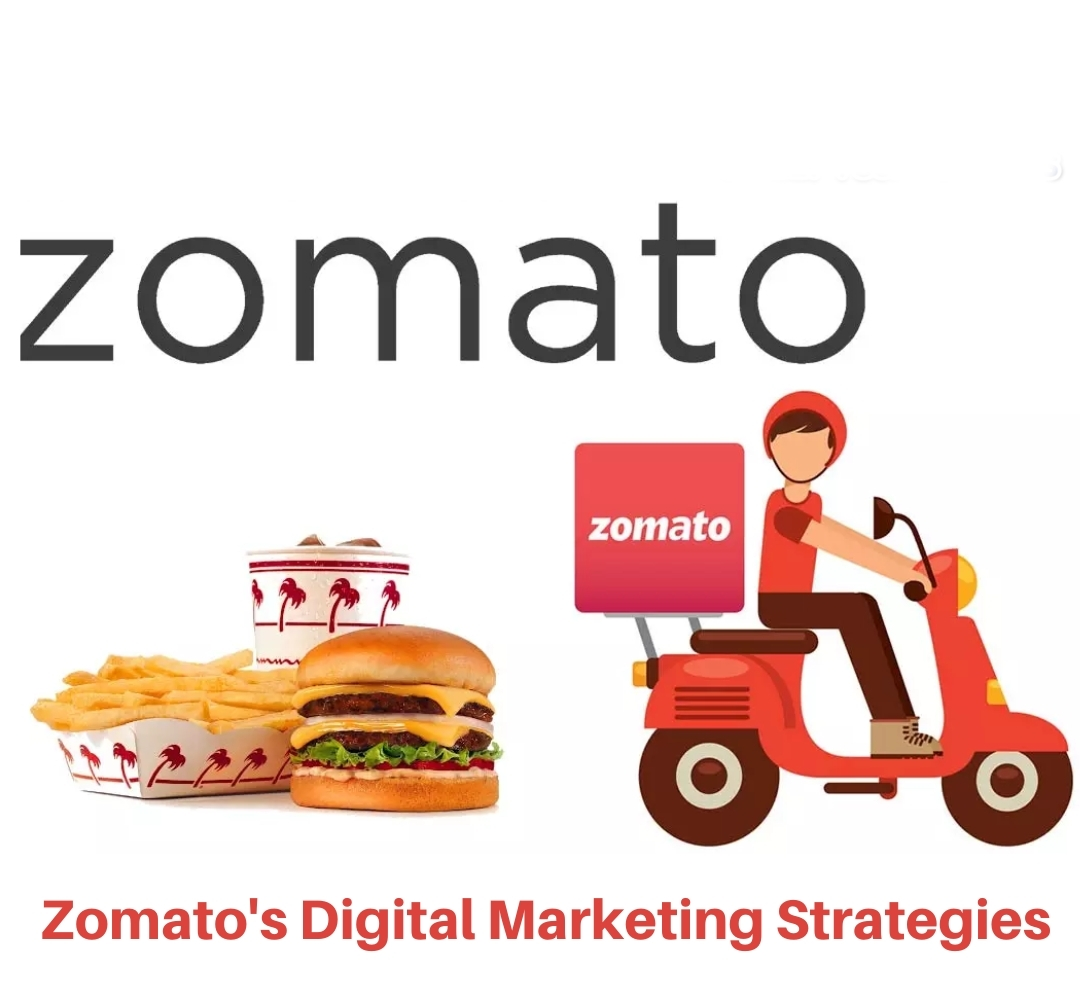 zomato
zomato
Zomato's Digital Marketing Strategies